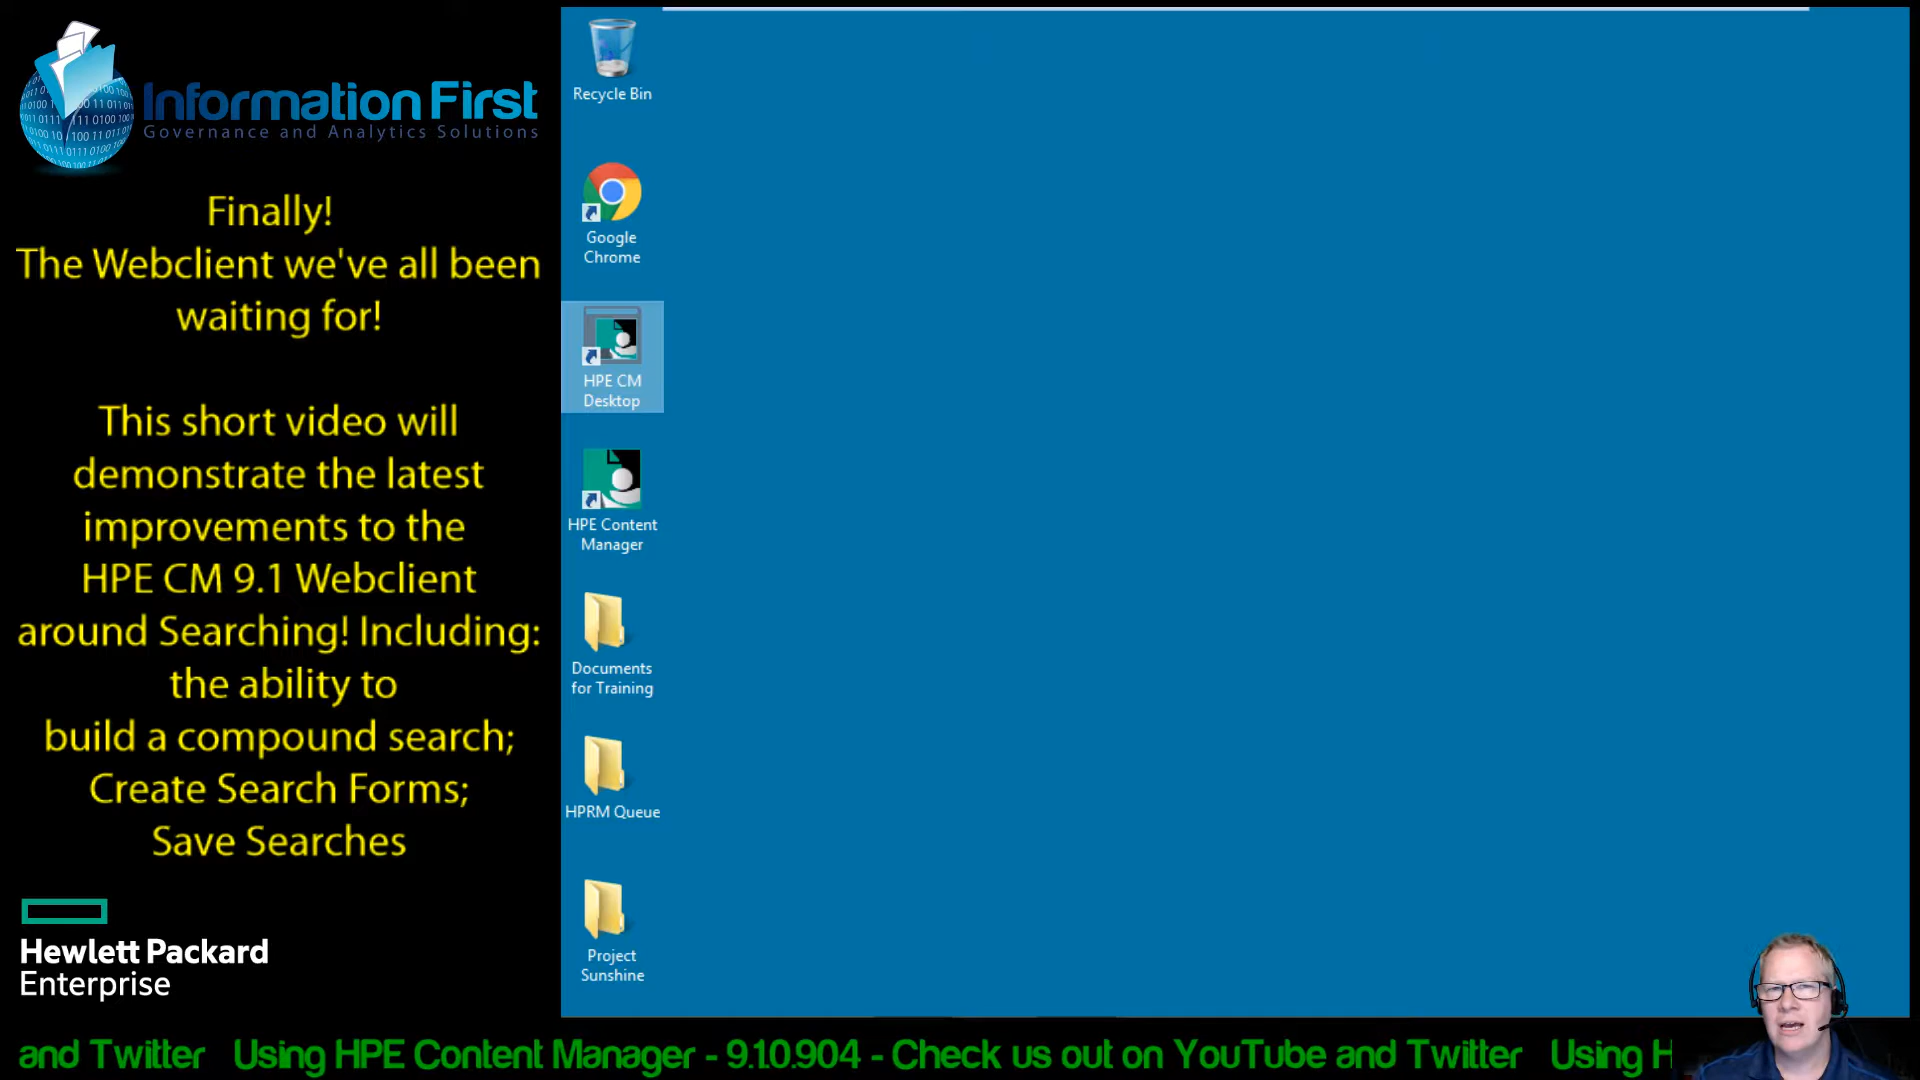 Information First
Governance and Analytics Solutions
Finally!
The Webclient we've all been
waiting for!
This short video will
demonstrate the latest
improvements to the
HPE CM 9.1 Webclient
around Searching! Including:
the ability to
build a compound search;
Create Search Forms;
Save Searches
Hewlett Packard
Enterprise
Recycle Bin
Google
Chrome
HPE CM
Desktop
HPE Content
Manager
Documents
for Training
HPRM Queue
Project
Sunshine
and Twitter Using HPE Content Manager - 9.1.0.904 - Check us out on YouTube and Twitter Using H